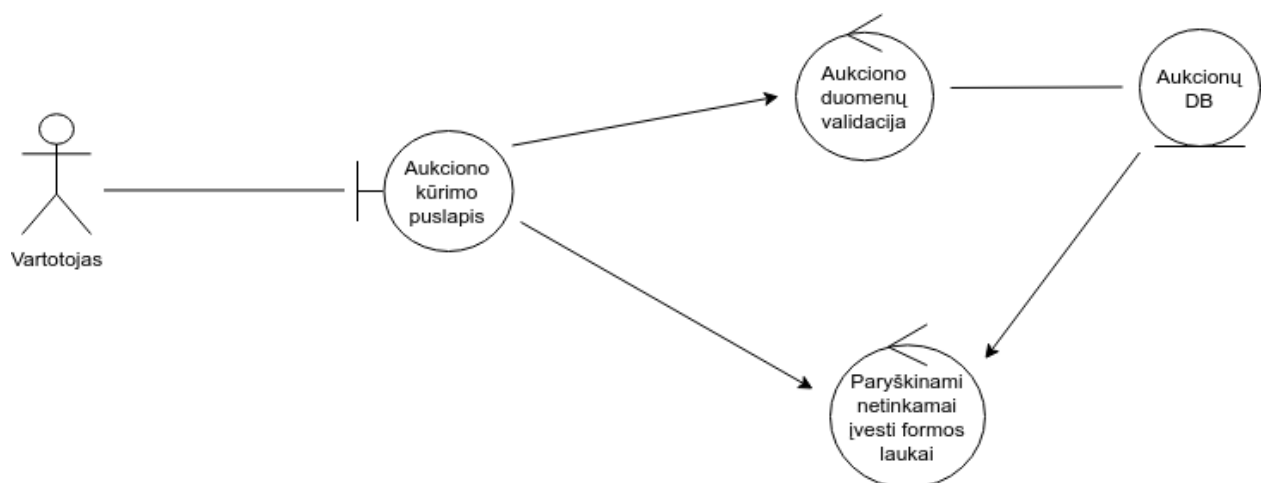 Vartotojas
Aukciono
kūrimo
puslapis
Aukciono
duomenų
validacija
Aukcionų
DB
Paryškinami
netinkamai
įvesti formos
laukai